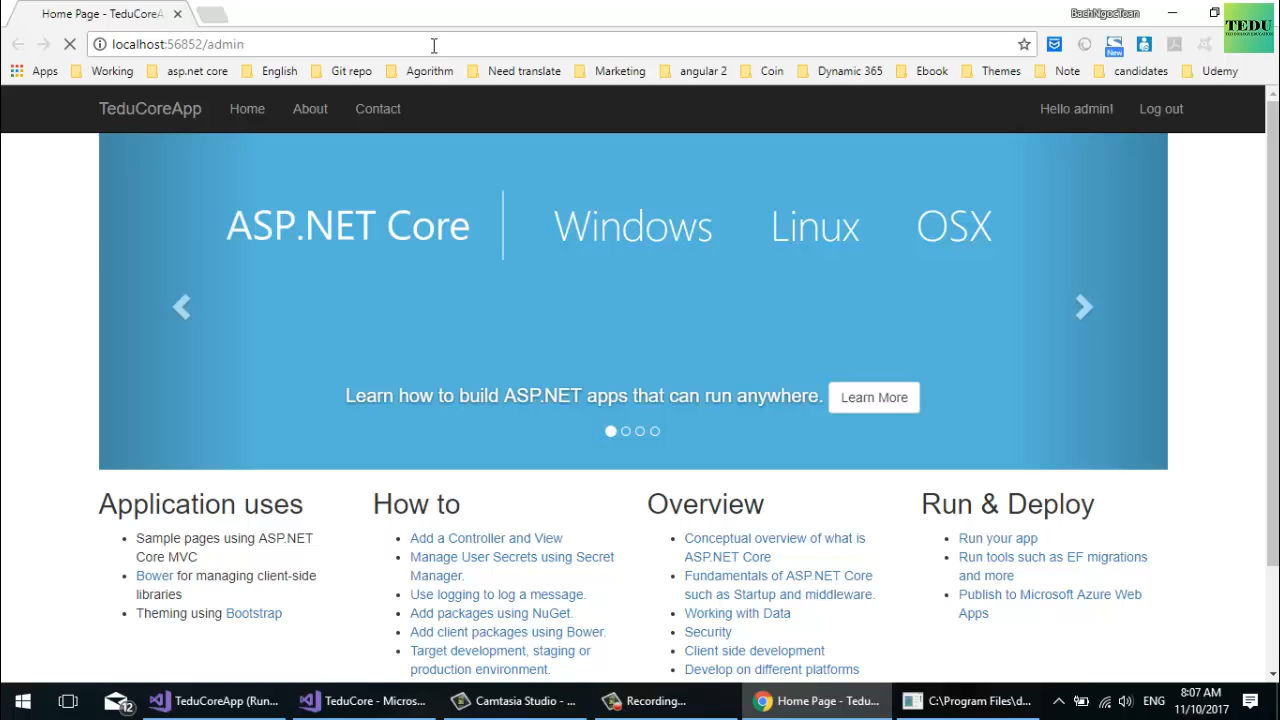 Home Page - TeduCoreA
BachNgocToan
TEDU
localhost:56852/admin
New
Apps
Working
asp.net core
English
Git repo
Agorithm
Need translate
Marketing
angular 2
Coin
Dynamic 365
Ebook
Themes
Note
candidates
Udemy
TeduCoreApp
Home
About
Contact
Hello admin!
Log out
ASP.NET Core
Windows
Linux
OSX
Learn how to build ASP.NET apps that can run anywhere.
Learn More
Application uses
Sample pages using ASP.NET
Core MVC
Bower for managing client-side
libraries
Theming using Bootstrap
How to
Add a Controller and View
Manage User Secrets using Secret
Manager.
Use logging to log a message.
Add packages using NuGet.
Add client packages using Bower.
Target development, staging or
production environment.
Overview
Conceptual overview of what is
ASP.NET Core
Fundamentals of ASP.NET Core
such as Startup and middleware.
Working with Data
Security
Client side development
Develop on different platforms
Run & Deploy
Run your app
Run tools such as EF migrations
and more
Publish to Microsoft Azure Web
Apps
12
TeduCoreApp (Run...
TeduCore - Micros...
Camtasia Studio - ...
Recording...
Home Page - Tedu...
C:\Program Files\d...
ENG
8:07 AM
11/10/2017